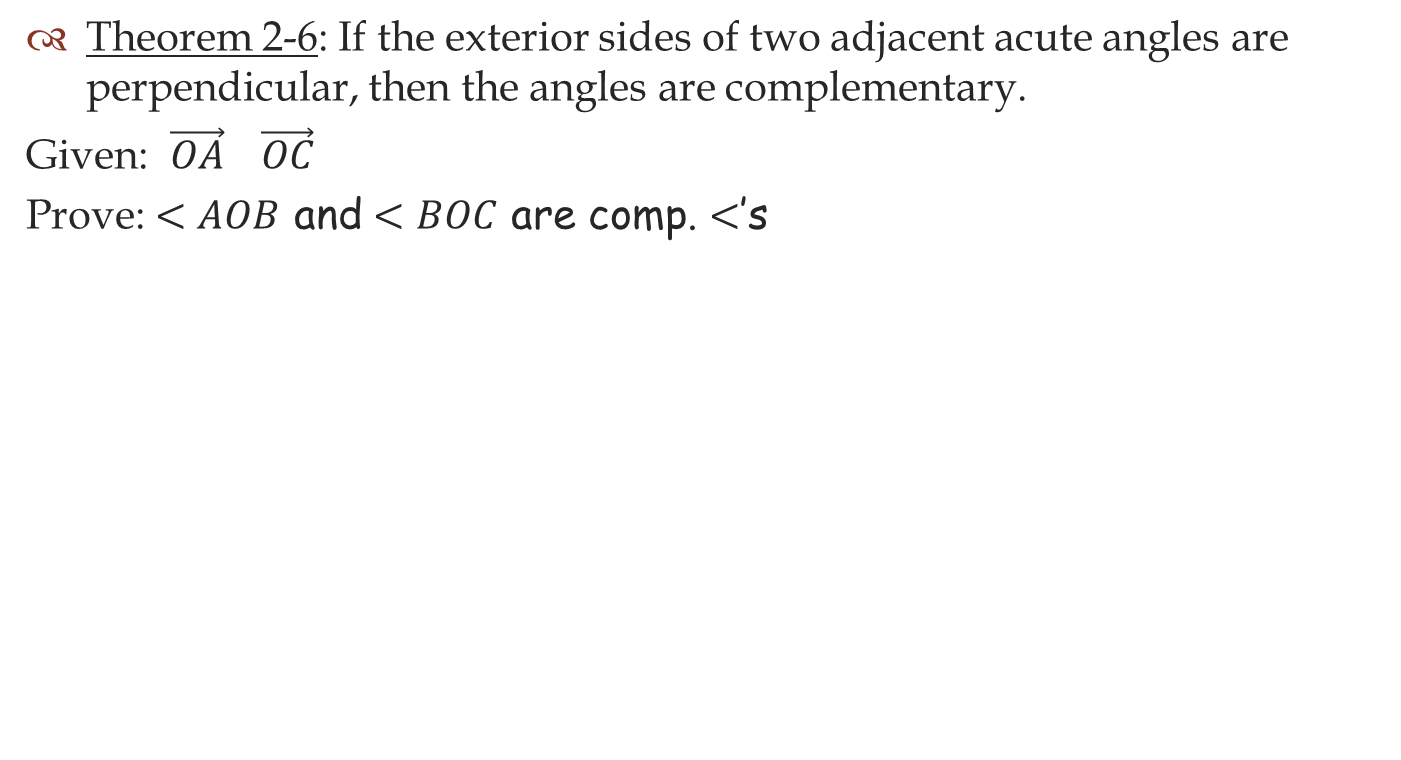 Theorem 2-6: If the exterior sides of two adjacent acute angles are
perpendicular, then the angles are complementary.
Given: OA OC
Prove: < AOB and < BOC are comp. <'s